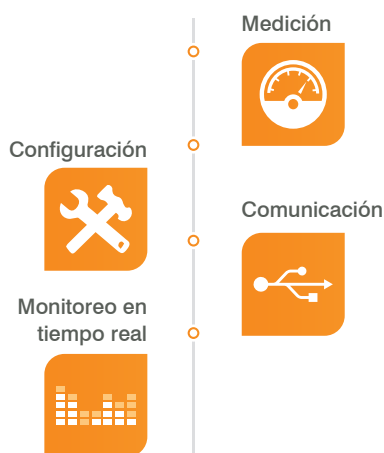 Medición
Configuración
Comunicación
Monitoreo en
tiempo real